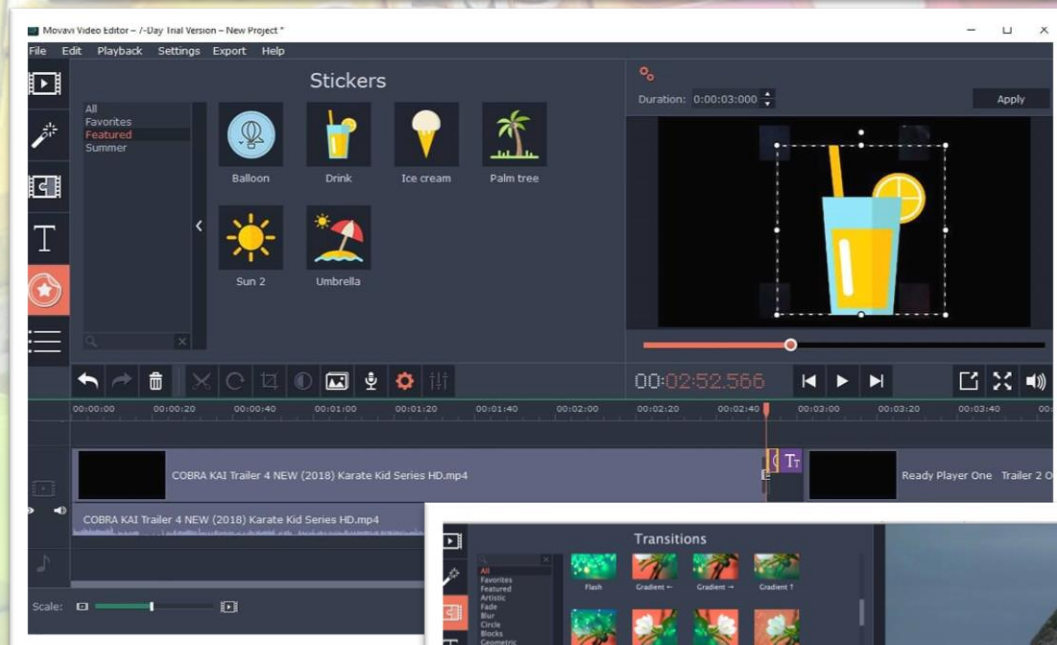 Movavi Video Editor – 7-Day Trial Version – New Project *
File Edit Playback Settings Export Help
Stickers
Duration: 0:00:03:000
Apply
All
Favorites
Featured
Summer
Balloon
Drink
Ice cream
Palm tree
Sun 2
Umbrella
00:02:52.566
00:00:00 00:00:20 00:00:40 00:01:00 00:01:20 00:01:40 00:02:00 00:02:20 00:02:40 00:03:00 00:03:20 00:03:40 00:
COBRA KAI Trailer 4 NEW (2018) Karate Kid Series HD.mp4
Ready Player One Trailer 2 O
COBRA KAI Trailer 4 NEW (2018) Karate Kid Series HD.mp4
Scale:
Transitions
All
Favorites
Featured
Artistic
Fade
Blur
Circle
Blocks
Geometric
Flash
Gradient ←
Gradient →
Gradient ↑